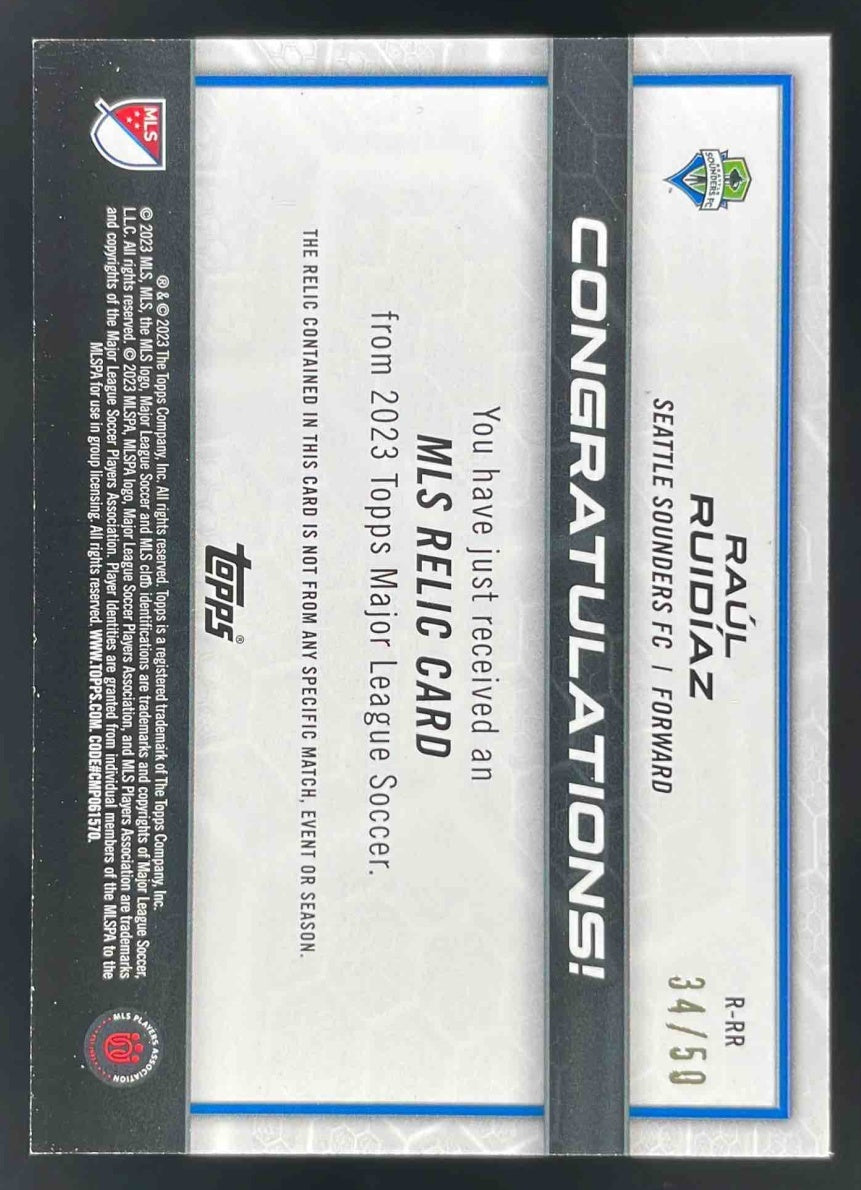 SEATTLE
SOUNDERS FC
RAÚL
RUIDÍAZ
SEATTLE SOUNDERS FC | FORWARD
R-RR
34/50
CONGRATULATIONS!
You have just received an
MLS RELIC CARD
from 2023 Topps Major League Soccer.
THE RELIC CONTAINED IN THIS CARD IS NOT FROM ANY SPECIFIC MATCH, EVENT OR SEASON.
topps®
MLS
® & © 2023 The Topps Company, Inc. All rights reserved. Topps is a registered trademark of The Topps Company, Inc.
© 2023 MLS, MLS, the MLS logo, Major League Soccer and MLS club identifications are trademarks and copyrights of Major League Soccer,
L.L.C. All rights reserved. © 2023 MLSPA, MLSPA logo, Major League Soccer Players Association, and MLS Players Association are trademarks
and copyrights of the Major League Soccer Players Association. Player Identities are granted from individual members of the MLSPA to the
MLSPA for use in group licensing. All rights reserved. WWW.TOPPS.COM. CODE#CMP061570.
MLS PLAYERS ASSOCIATION